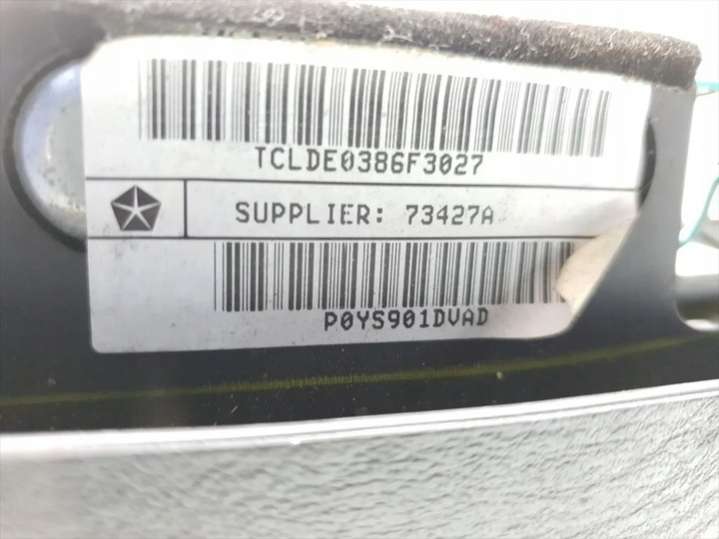 TCLDE0386F3027
SUPPLIER: 73427A
P0YS901DVAD